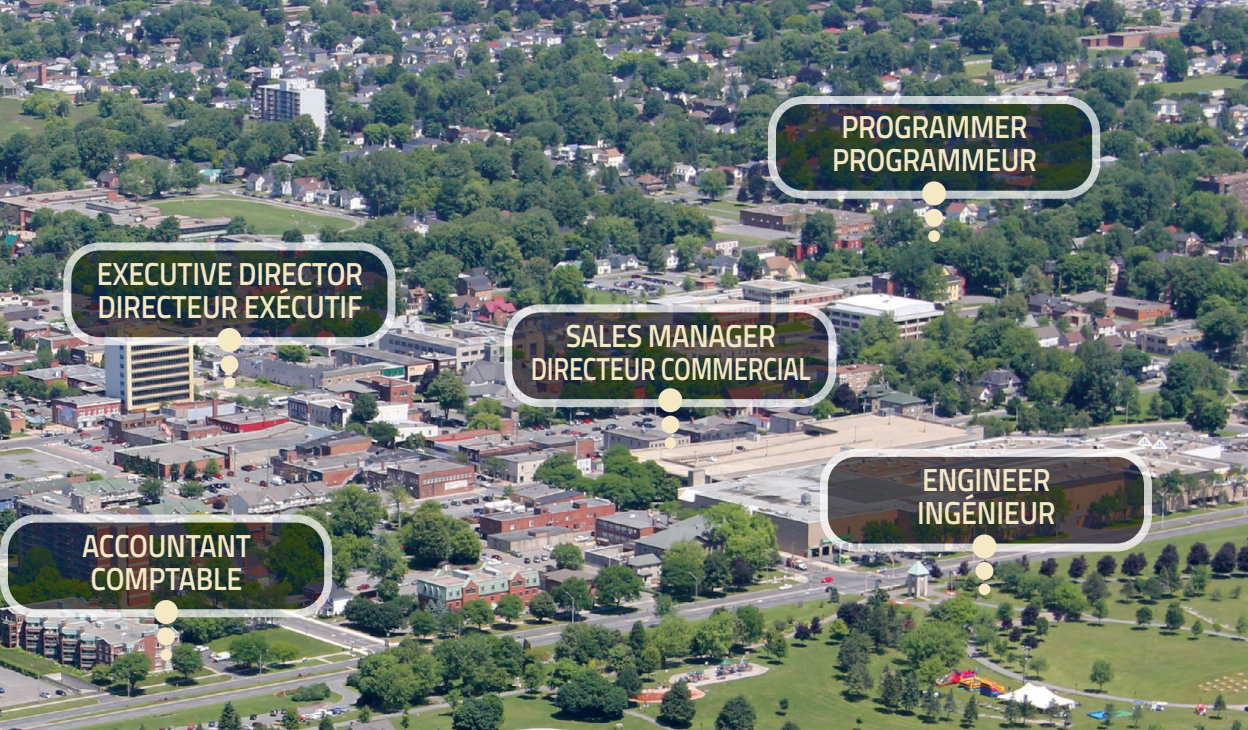 PROGRAMMER
PROGRAMMEUR
EXECUTIVE DIRECTOR
DIRECTEUR EXÉCUTIF
SALES MANAGER
DIRECTEUR COMMERCIAL
ENGINEER
INGÉNIEUR
ACCOUNTANT
COMPTABLE